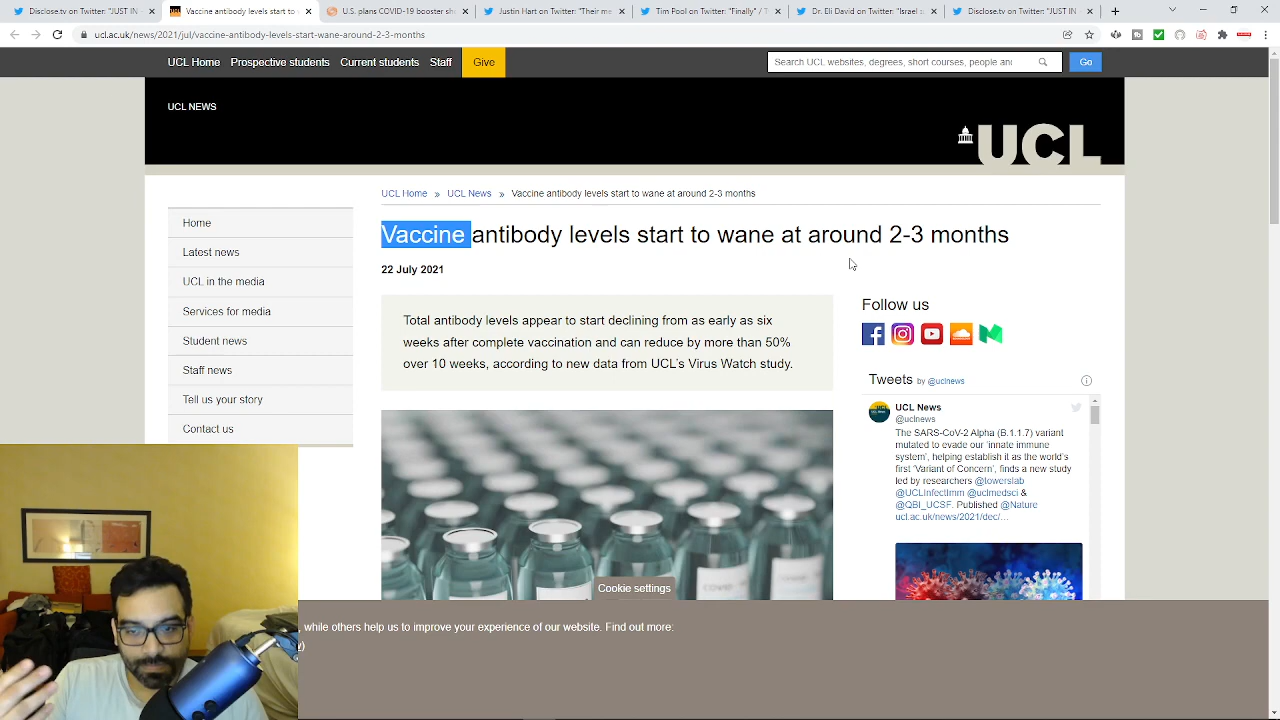 Disclose.tv on Twitter: "JUST IN
Vaccine antibody levels start to
U.S. plans COVID-19 booster sh
Justin Hart on Twitter: "Their m
Tim Pool on Twitter: "Finally" / T
Dr. Eli David on Twitter: "Israel
Disclose.tv on Twitter: "JUST IN
ucl.ac.uk/news/2021/jul/vaccine-antibody-levels-start-wane-around-2-3-months
UCL Home Prospective students Current students Staff Give
Search UCL websites, degrees, short courses, people an
Go
UCL NEWS
UCL
UCL Home » UCL News » Vaccine antibody levels start to wane at around 2-3 months
Home
Latest news
UCL in the media
Services for media
Student news
Staff news
Tell us your story
Contact us
Vaccine antibody levels start to wane at around 2-3 months
22 July 2021
Total antibody levels appear to start declining from as early as six
weeks after complete vaccination and can reduce by more than 50%
over 10 weeks, according to new data from UCL's Virus Watch study.
Follow us
Tweets by @uclnews
UCL News
@uclnews
The SARS-CoV-2 Alpha (B.1.1.7) variant
mutated to evade our 'innate immune
system', helping establish it as the world's
first 'Variant of Concern', finds a new study
led by researchers @towerslab
@UCLInfectImm @uclmedsci &
@QBI_UCSF. Published @Nature
ucl.ac.uk/news/2021/dec/…
Cookie settings
while others help us to improve your experience of our website. Find out more: